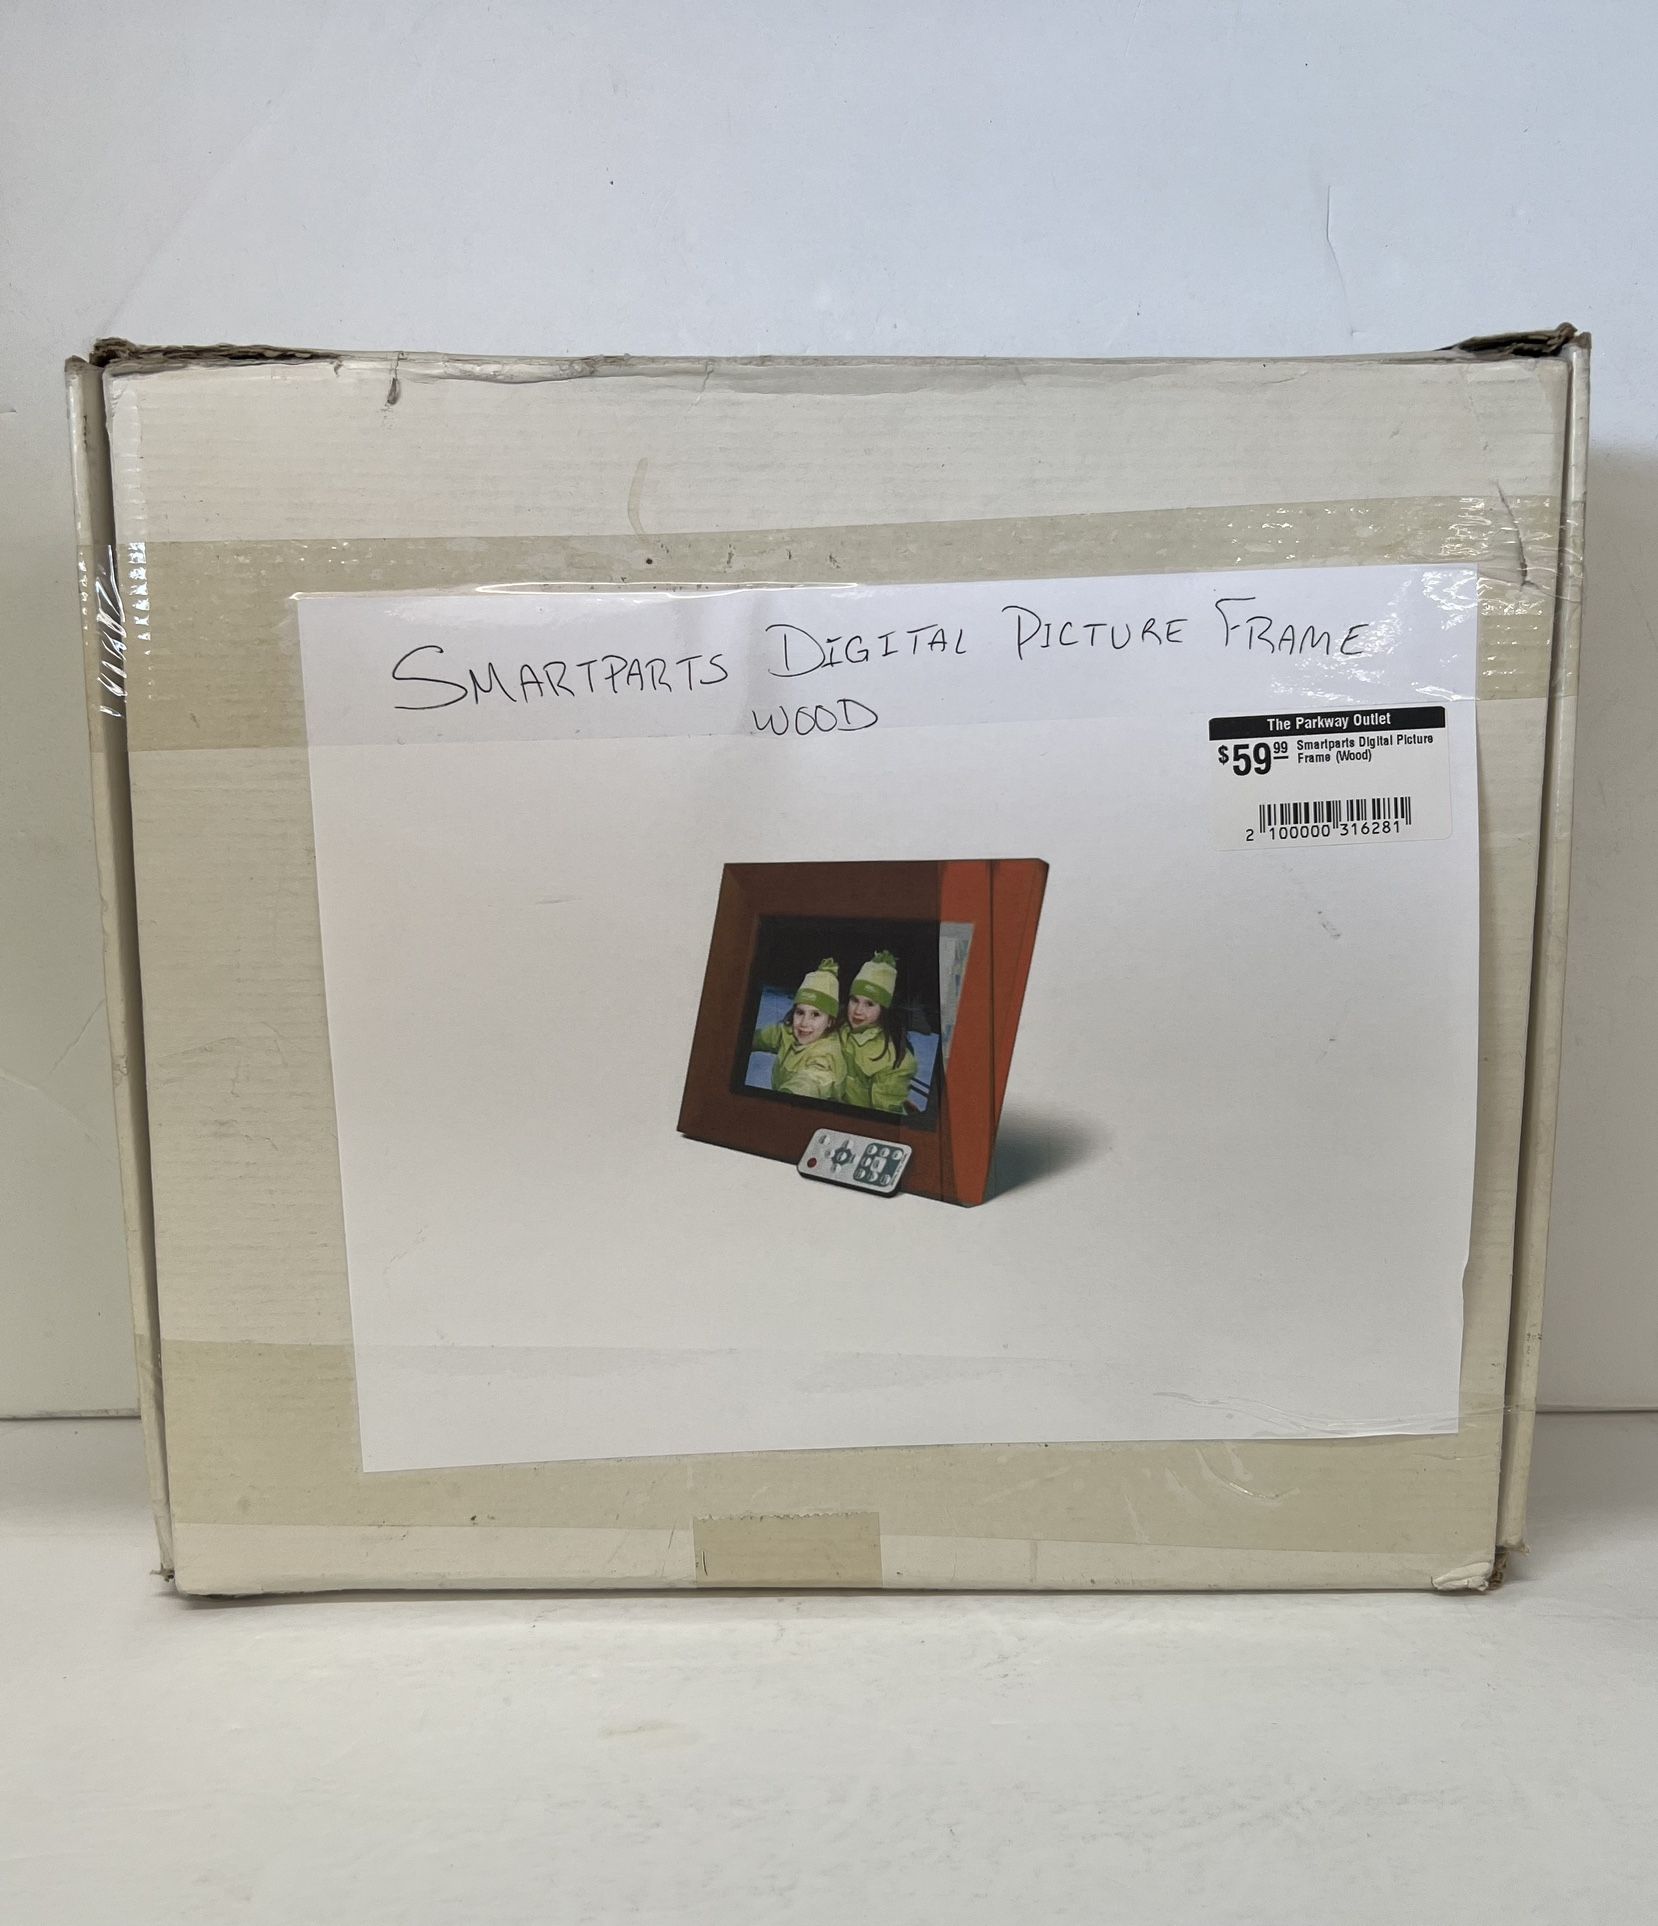 SMARTPARTS DIGITAL PICTURE FRAME
WOOD
The Parkway Outlet
$59.99 Smartparts Digital Picture
Frame (Wood)
2 100000 316281